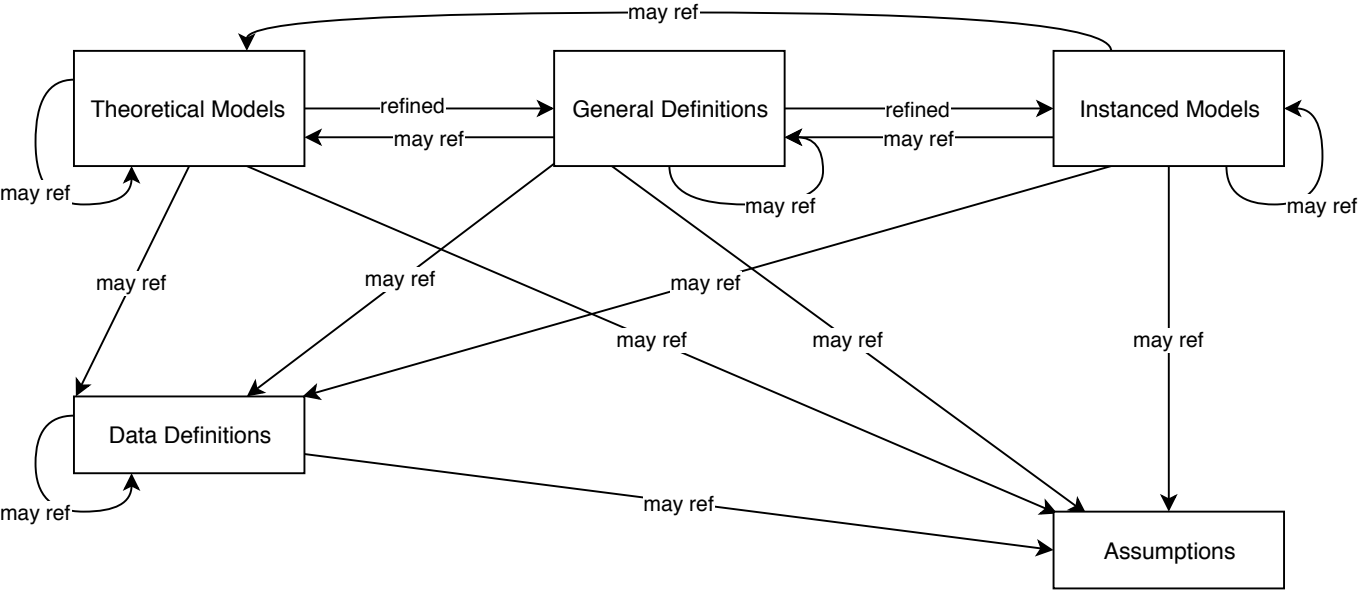 may ref
Theoretical Models
refined
General Definitions
refined
Instanced Models
may ref
may ref
may ref
may ref
may ref
may ref
may ref
may ref
may ref
may ref
may ref
Data Definitions
may ref
may ref
Assumptions
may ref